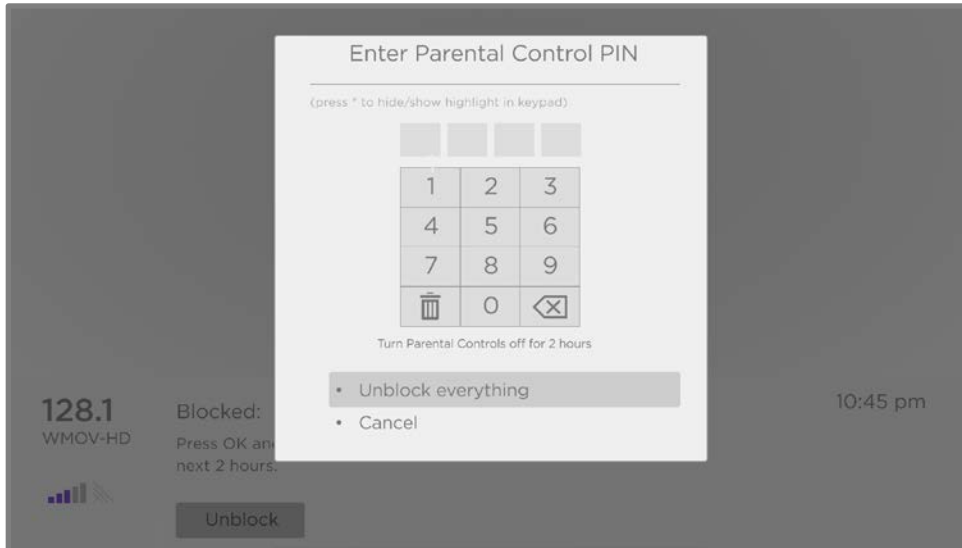 Enter Parental Control PIN
(press * to hide/show highlight in keypad)
1 2 3
4 5 6
7 8 9
0
Turn Parental Controls off for 2 hours
• Unblock everything
• Cancel
128.1
WMOV-HD
Blocked:
Press OK and
next 2 hours.
Unblock
10:45 pm